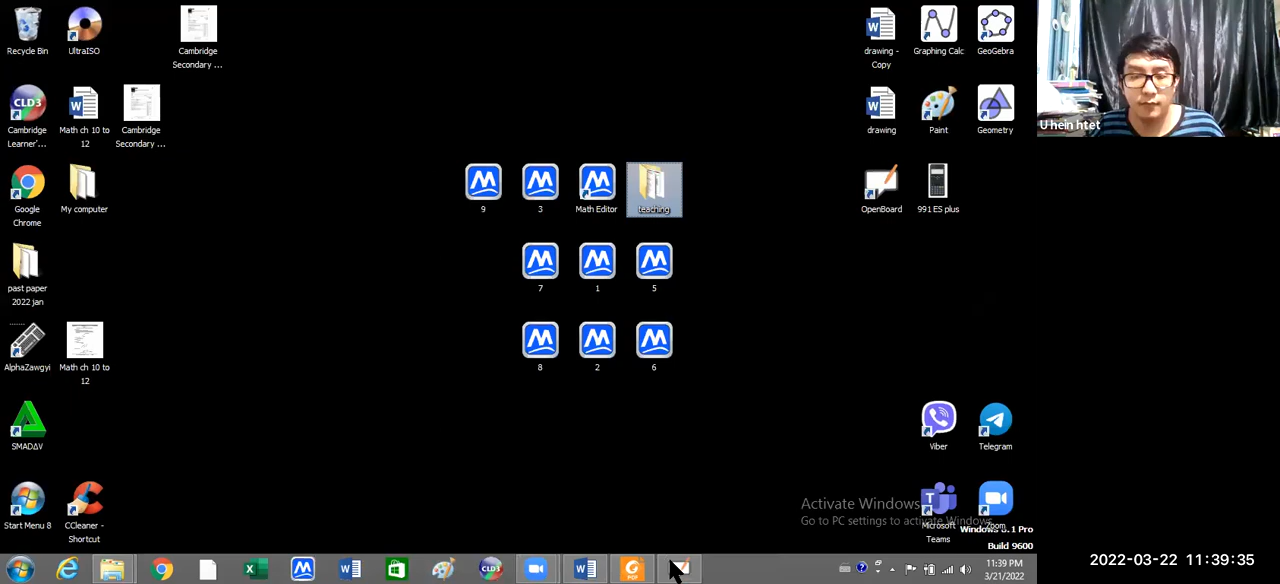 Recycle Bin
UltraISO
Cambridge
Secondary ...
drawing -
Copy
Graphing Calc
GeoGebra
U hein htet
CLD3
Cambridge
Learner'...
Math ch 10 to
12
Cambridge
Secondary ...
drawing
Paint
Geometry
Google
Chrome
My computer
9
3
Math Editor
teaching
OpenBoard
991 ES plus
past paper
2022 jan
7
1
5
AlphaZawgyi
Math ch 10 to
12
8
2
6
SMADAV
Viber
Telegram
Start Menu 8
CCleaner -
Shortcut
Microsoft
Teams
Zoom
Activate Windows
Go to PC settings to activate Windows.
Windows 8.1 Pro
Build 9600
CLD3
PDF
11:39 PM
3/21/2022
2022-03-22 11:39:35